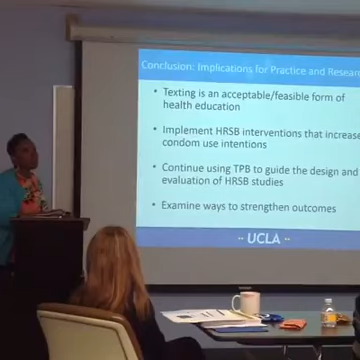 Conclusion: Implications for Practice and Resear
• Texting is an acceptable/feasible form of
health education
• Implement HRSB interventions that increase
condom use intentions
• Continue using TPB to guide the design and
evaluation of HRSB studies
• Examine ways to strengthen outcomes
·· UCLA ··